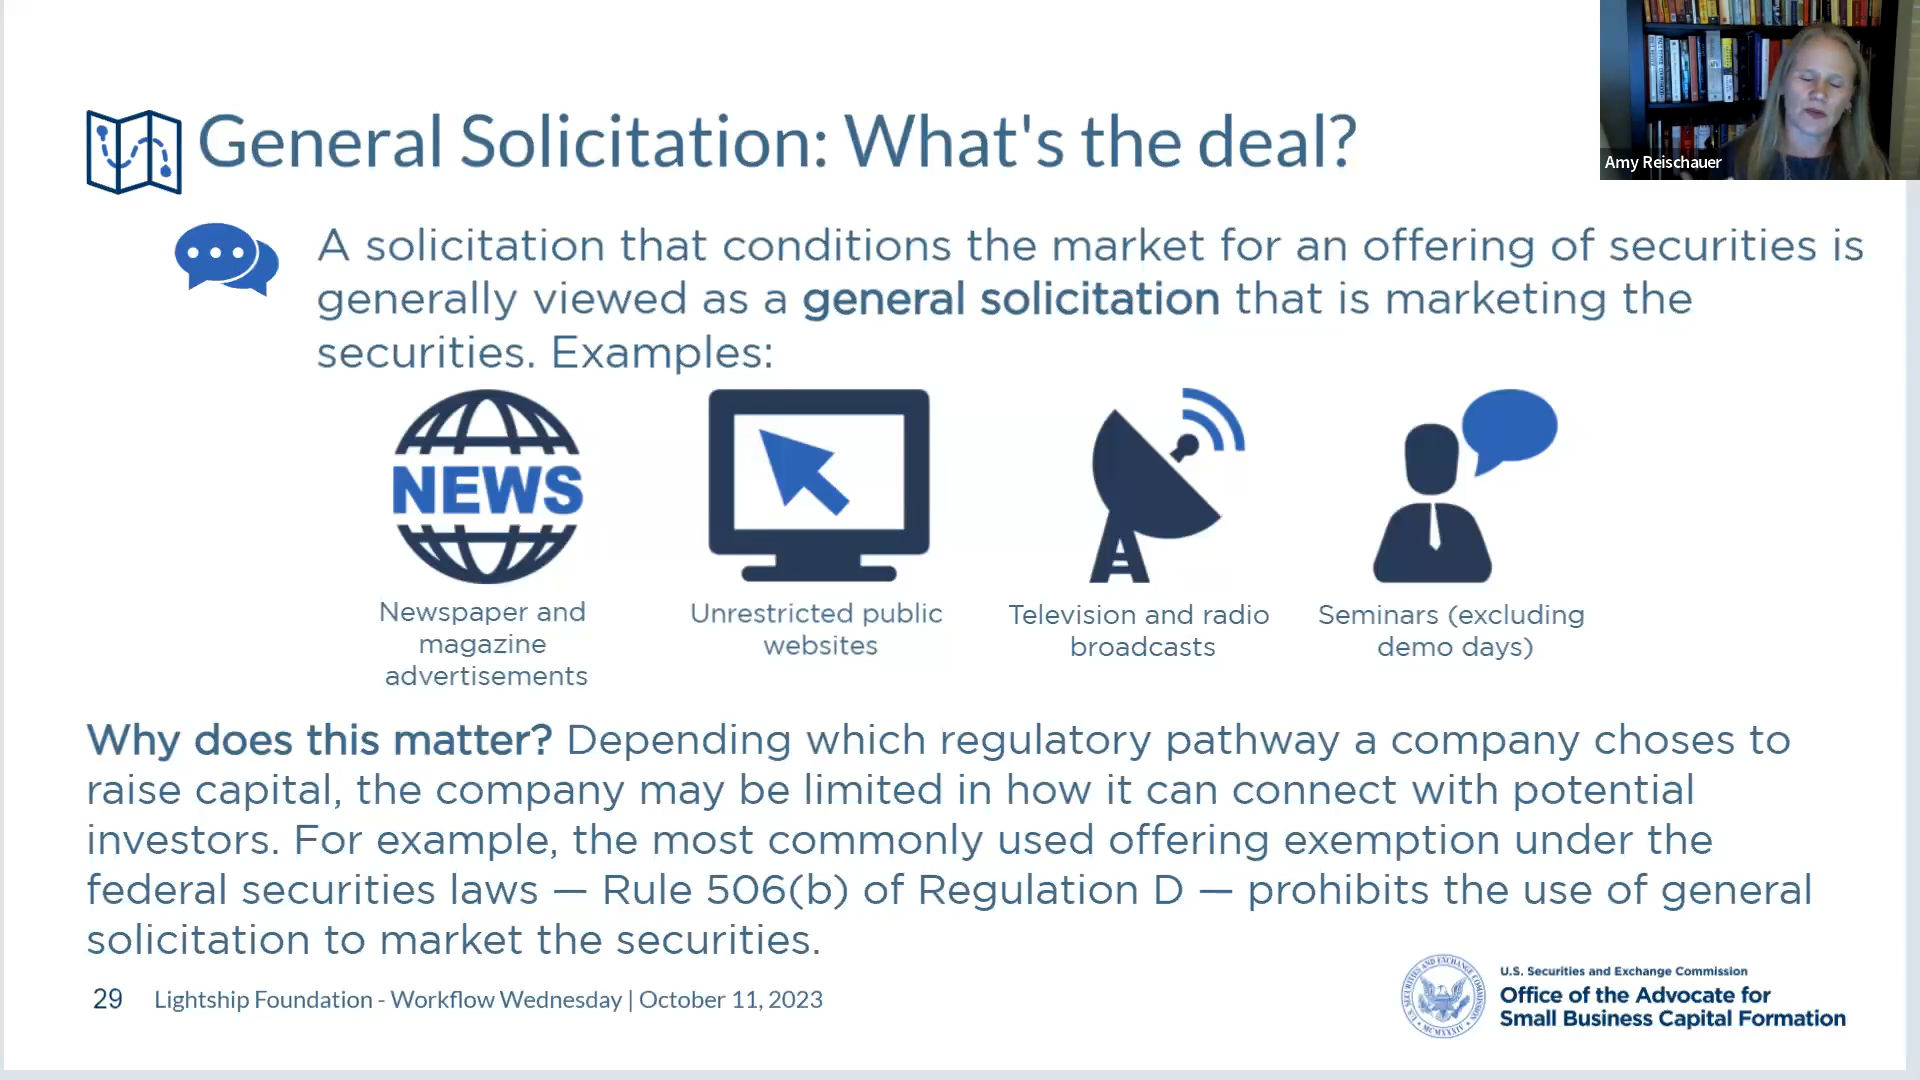 General Solicitation: What's the deal?
Amy Reischauer
A solicitation that conditions the market for an offering of securities is
generally viewed as a general solicitation that is marketing the
securities. Examples:
NEWS
Newspaper and
magazine
advertisements
Unrestricted public
websites
Television and radio
broadcasts
Seminars (excluding
demo days)
Why does this matter? Depending which regulatory pathway a company choses to
raise capital, the company may be limited in how it can connect with potential
investors. For example, the most commonly used offering exemption under the
federal securities laws — Rule 506(b) of Regulation D — prohibits the use of general
solicitation to market the securities.
29 Lightship Foundation - Workflow Wednesday | October 11, 2023
U.S. Securities and Exchange Commission
Office of the Advocate for
Small Business Capital Formation